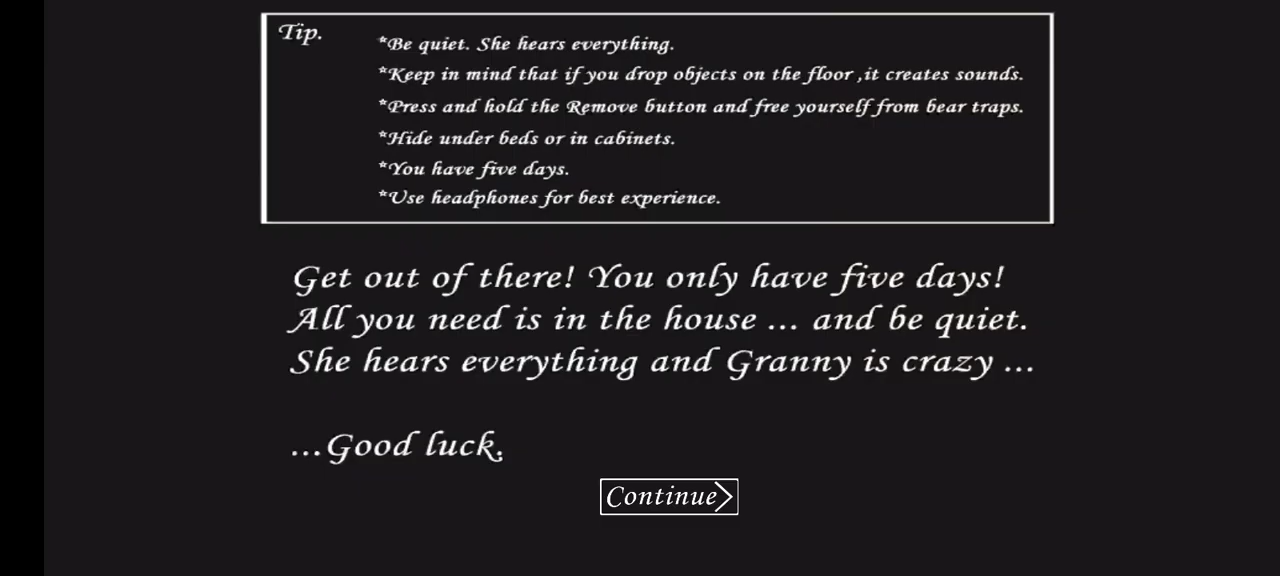 Tip.
*Be quiet. She hears everything.
*Keep in mind that if you drop objects on the floor ,it creates sounds.
*Press and hold the Remove button and free yourself from bear traps.
*Hide under beds or in cabinets.
*You have five days.
*Use headphones for best experience.
Get out of there! You only have five days!
All you need is in the house ... and be quiet.
She hears everything and Granny is crazy ...
...Good luck.
Continue>